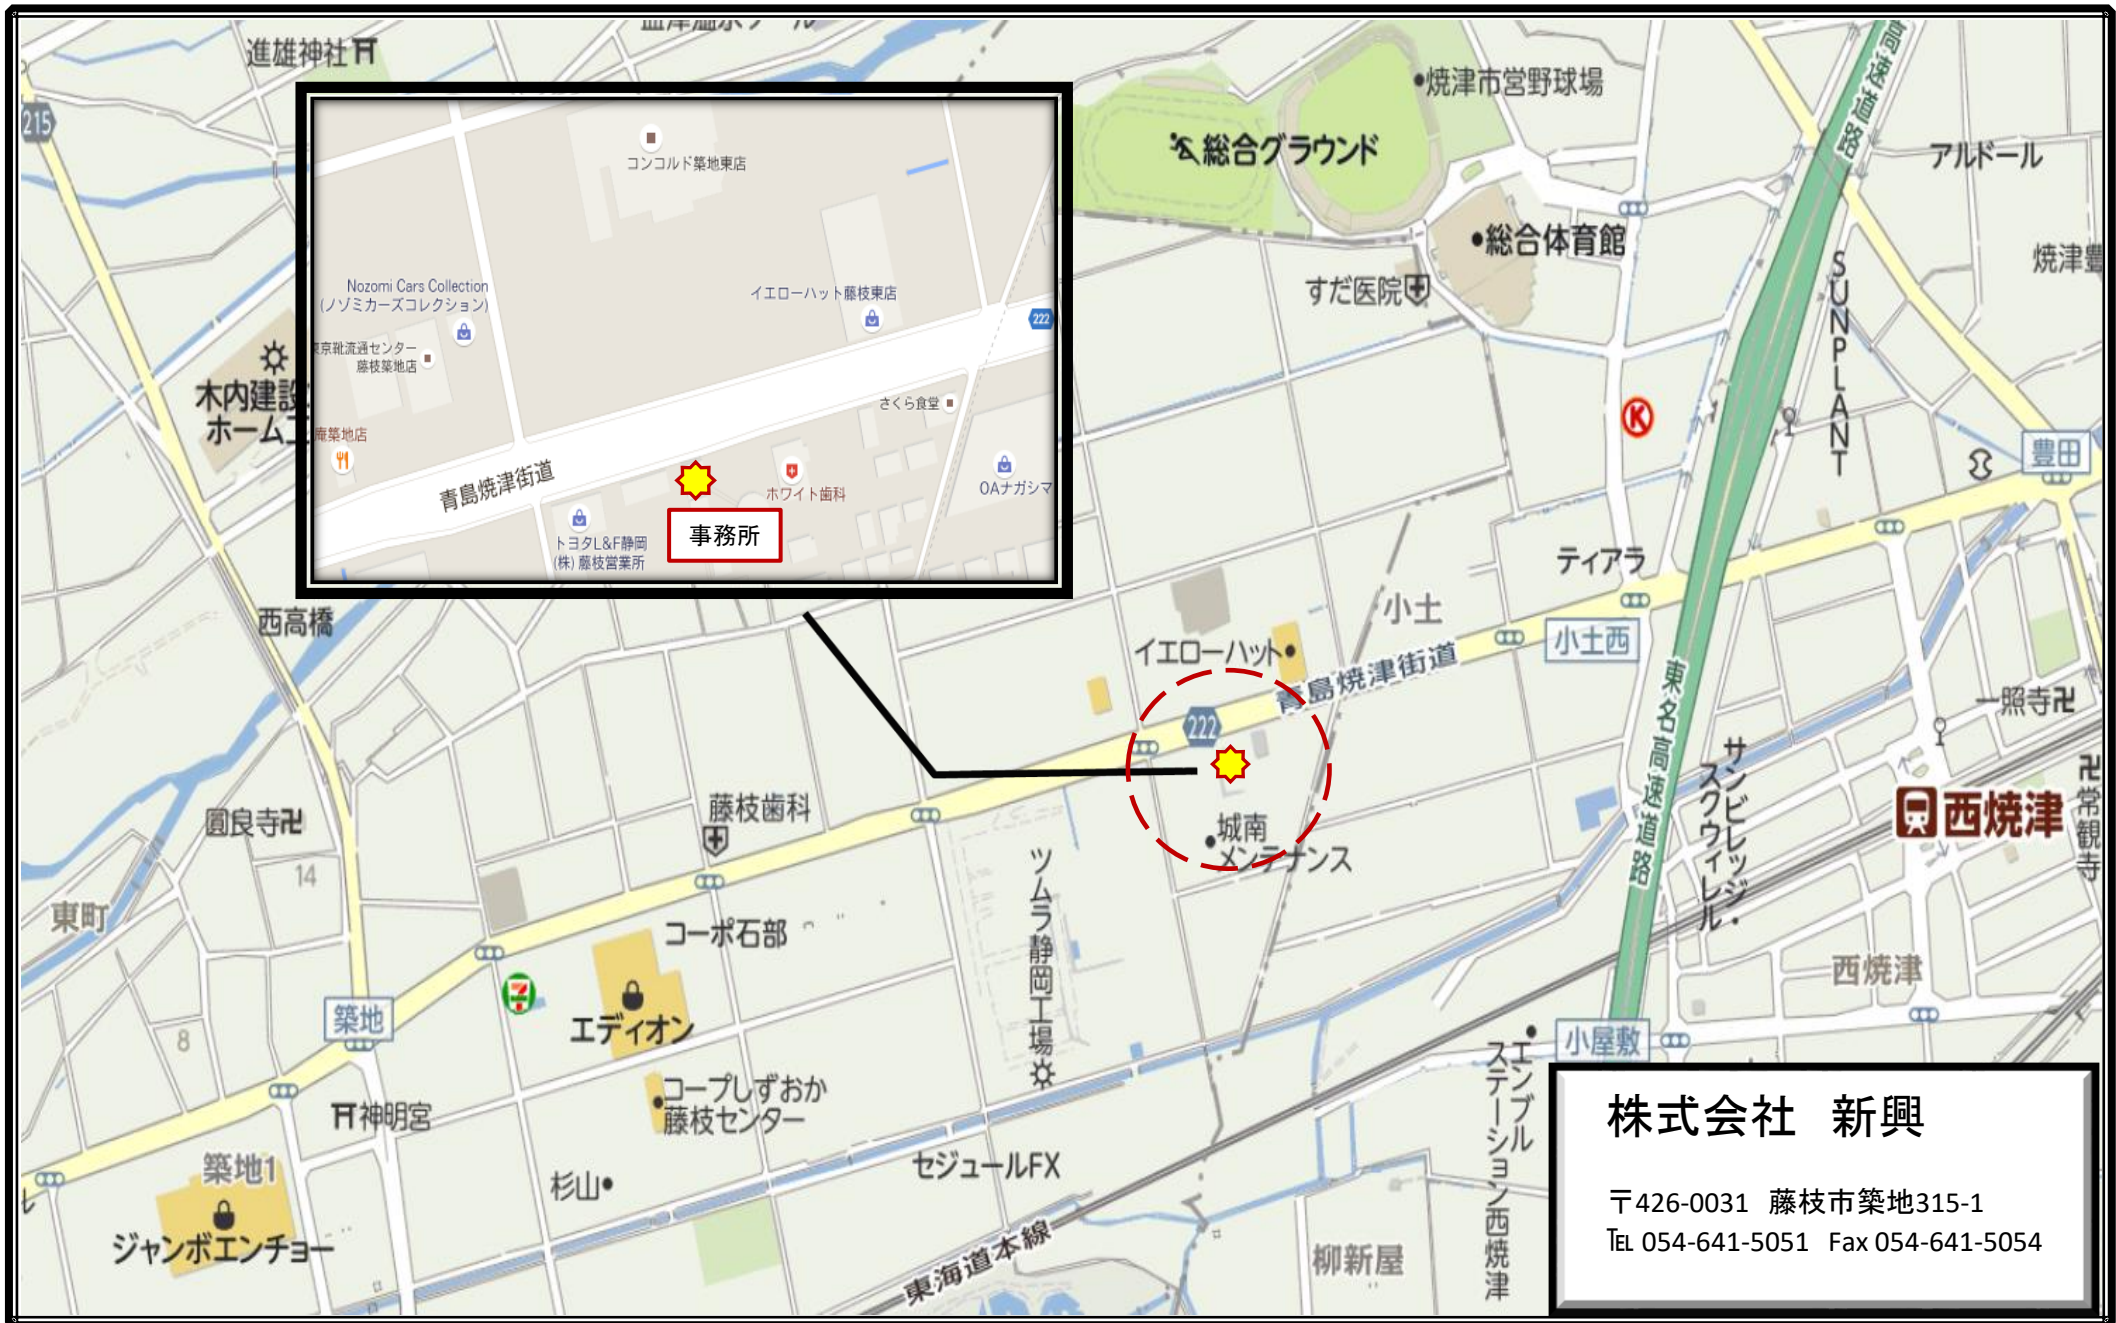 進雄神社
215
焼津市営野球場
総合グラウンド
総合体育館
すだ医院
アルドール
高速道路
SUNPLANT
豊田
コンコルド築地東店
Nozomi Cars Collection
(ノゾミカーズコレクション)
イエローハット藤枝東店
222
東京靴流通センター
藤枝築地店
さくら食堂
庵築地店
青島焼津街道
ホワイト歯科
OAナガシマ
事務所
トヨタL&F静岡
(株)藤枝営業所
木内建設
ホーム工
西高橋
ティアラ
小土
小土西
イエローハット
青島焼津街道
222
東名高速道路
一照寺
サンビレッジ・
スクウィレル
西焼津
常観寺
圓良寺
藤枝歯科
城南
メンテナンス
ツムラ静岡工場
14
東町
コーポ石部
西焼津
築地
エディオン
8
小屋敷
エンブル
ステーション西焼津
コープしずおか
藤枝センター
神明宮
築地1
杉山
セジュールFX
ジャンボエンチョー
東海道本線
柳新屋
株式会社 新興
〒426-0031 藤枝市築地315-1
℡ 054-641-5051 Fax 054-641-5054